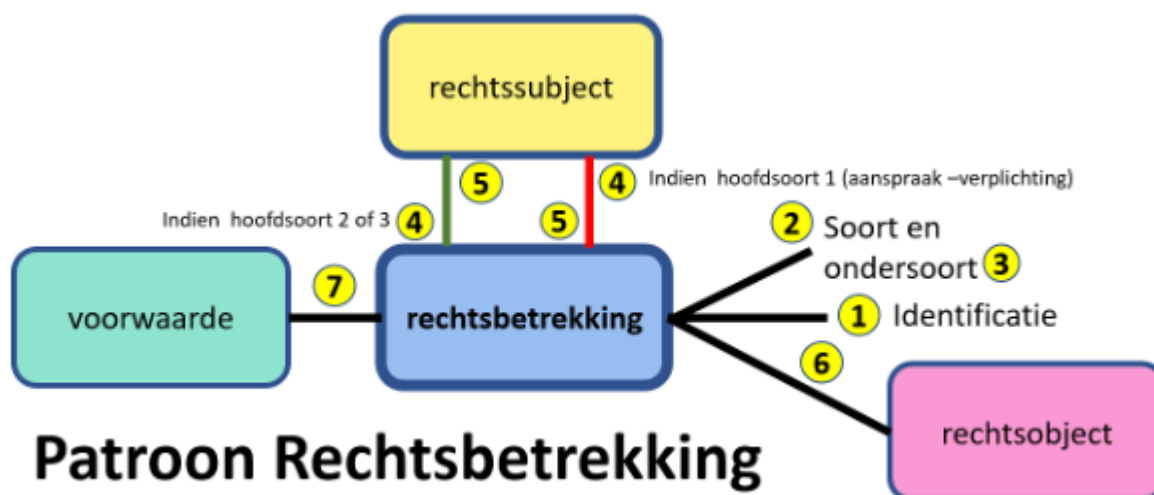 rechtssubject
5
4 Indien hoofdsoort 1 (aanspraak –verplichting)
Indien hoofdsoort 2 of 3 4
5
2 Soort en
ondersoort 3
voorwaarde
7
rechtsbetrekking
1 Identificatie
6
rechtsobject
Patroon Rechtsbetrekking